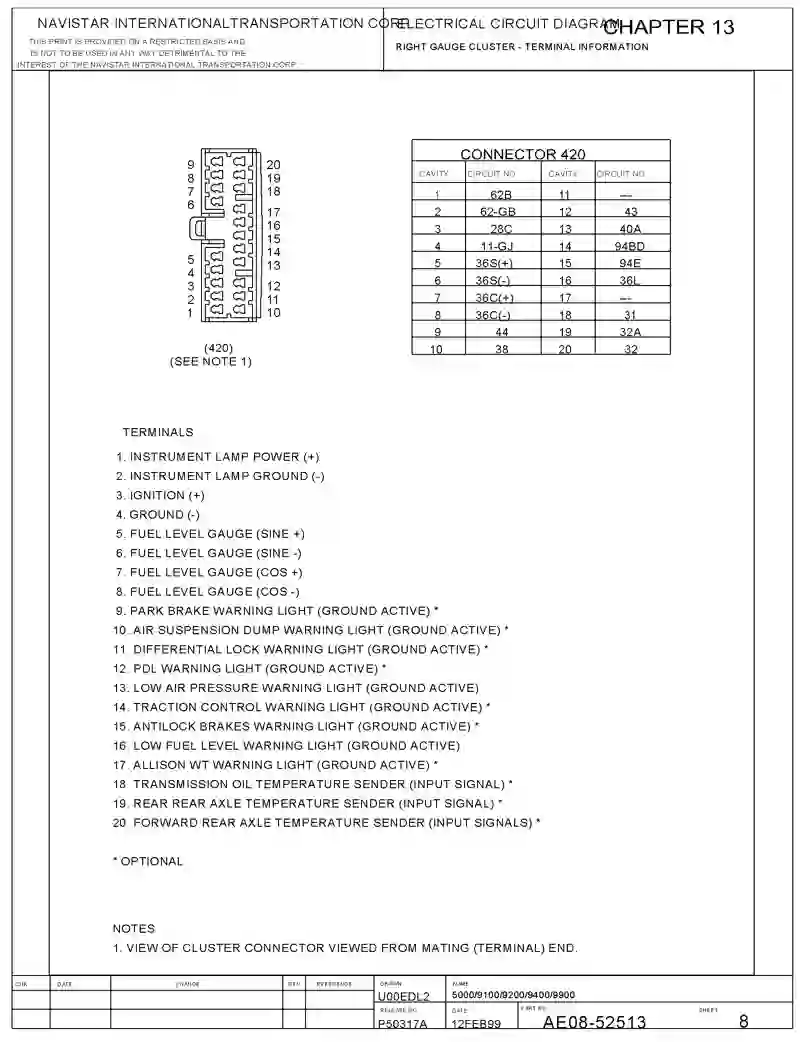 NAVISTAR INTERNATIONALTRANSPORTATION CORP
THIS PRINT IS PROVIDED ON A RESTRICTED BASIS AND
IS NOT TO BE USED IN ANY WAY DETRIMENTAL TO THE
INTEREST OF THE NAVISTAR INTERNATIONAL TRANSPORTATION CORP
ELECTRICAL CIRCUIT DIAGRAM
CHAPTER 13
RIGHT GAUGE CLUSTER - TERMINAL INFORMATION
9 20
8 19
7 18
6
17
16
15
5 14
4 13
3 12
2 11
1 10
(420)
(SEE NOTE 1)
CONNECTOR 420
CAVITY CIRCUIT NO CAVITY CIRCUIT NO
1 62B 11 ---
2 62-GB 12 43
3 28C 13 40A
4 11-GJ 14 94BD
5 36S(+) 15 94E
6 36S(-) 16 36L
7 36C(+) 17 ---
8 36C(-) 18 31
9 44 19 32A
10 38 20 32
TERMINALS
1. INSTRUMENT LAMP POWER (+)
2. INSTRUMENT LAMP GROUND (-)
3. IGNITION (+)
4. GROUND (-)
5. FUEL LEVEL GAUGE (SINE +)
6. FUEL LEVEL GAUGE (SINE -)
7. FUEL LEVEL GAUGE (COS +)
8. FUEL LEVEL GAUGE (COS -)
9. PARK BRAKE WARNING LIGHT (GROUND ACTIVE) *
10. AIR SUSPENSION DUMP WARNING LIGHT (GROUND ACTIVE) *
11 DIFFERENTIAL LOCK WARNING LIGHT (GROUND ACTIVE) *
12. PDL WARNING LIGHT (GROUND ACTIVE) *
13. LOW AIR PRESSURE WARNING LIGHT (GROUND ACTIVE)
14. TRACTION CONTROL WARNING LIGHT (GROUND ACTIVE) *
15. ANTILOCK BRAKES WARNING LIGHT (GROUND ACTIVE) *
16. LOW FUEL LEVEL WARNING LIGHT (GROUND ACTIVE)
17. ALLISON WT WARNING LIGHT (GROUND ACTIVE) *
18 TRANSMISSION OIL TEMPERATURE SENDER (INPUT SIGNAL) *
19. REAR REAR AXLE TEMPERATURE SENDER (INPUT SIGNAL) *
20 FORWARD REAR AXLE TEMPERATURE SENDER (INPUT SIGNALS) *
* OPTIONAL
NOTES
1. VIEW OF CLUSTER CONNECTOR VIEWED FROM MATING (TERMINAL) END.
CHK DATE CHANGE REFERENCE DRAWN NAME
U00EDL2 5000/9100/9200/9400/9900
RELEASE NO. DATE PART NO. SHEET
P50317A 12FEB99 AE08-52513 8